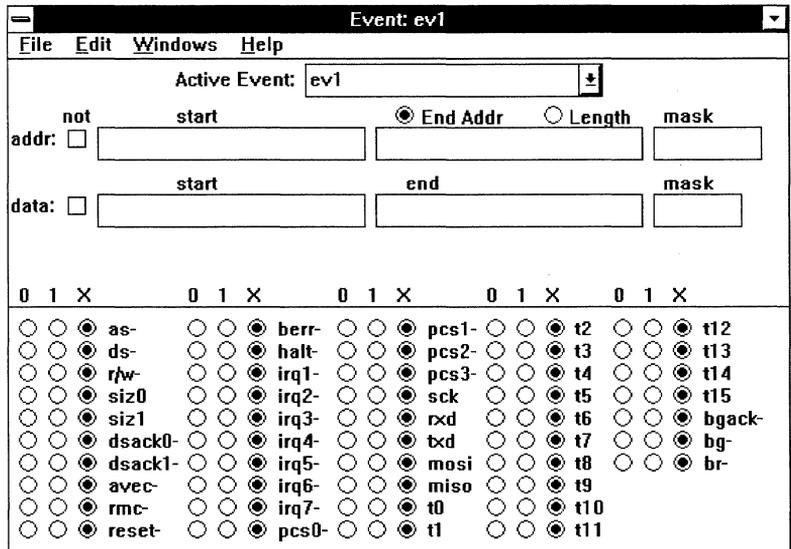 Event: ev1
File Edit Windows Help
Active Event: ev1
not start End Addr Length mask
addr:
start end mask
data:
0 1 X 0 1 X 0 1 X 0 1 X 0 1 X
as- berr- pcs1- t2 t12
ds- halt- pcs2- t3 t13
r/w- irq1- pcs3- t4 t14
siz0 irq2- sck t5 t15
siz1 irq3- rxd t6 bgack-
dsack0- irq4- txd t7 bg-
dsack1- irq5- mosi t8 br-
avec- irq6- miso t9
rmc- irq7- t0 t10
reset- pcs0- t1 t11